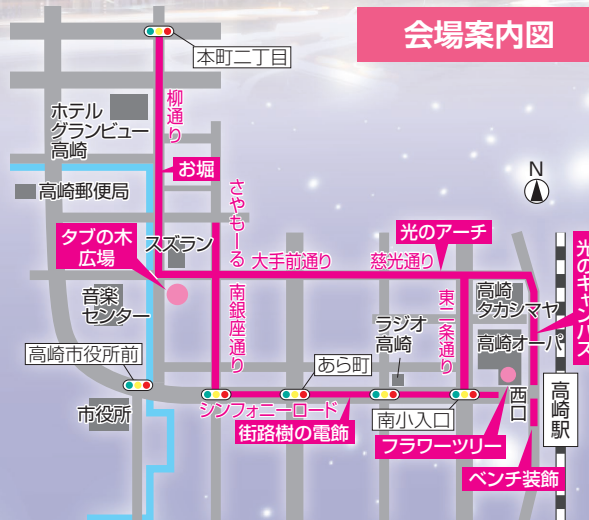 会場案内図
本町二丁目
柳通り
ホテル
グランビュー
高崎
お堀
高崎郵便局
N
さやもーる
タブの木
広場
スズラン
光のアーチ
大手前通り
慈光通り
光のキャンバス
音楽
センター
南銀座通り
東二条通り
高崎
タカシマヤ
ラジオ
高崎
高崎オーパ
高崎市役所前
あら町
西口
高崎駅
市役所
シンフォニーロード
街路樹の電飾
南小入口
フラワーツリー
ベンチ装飾